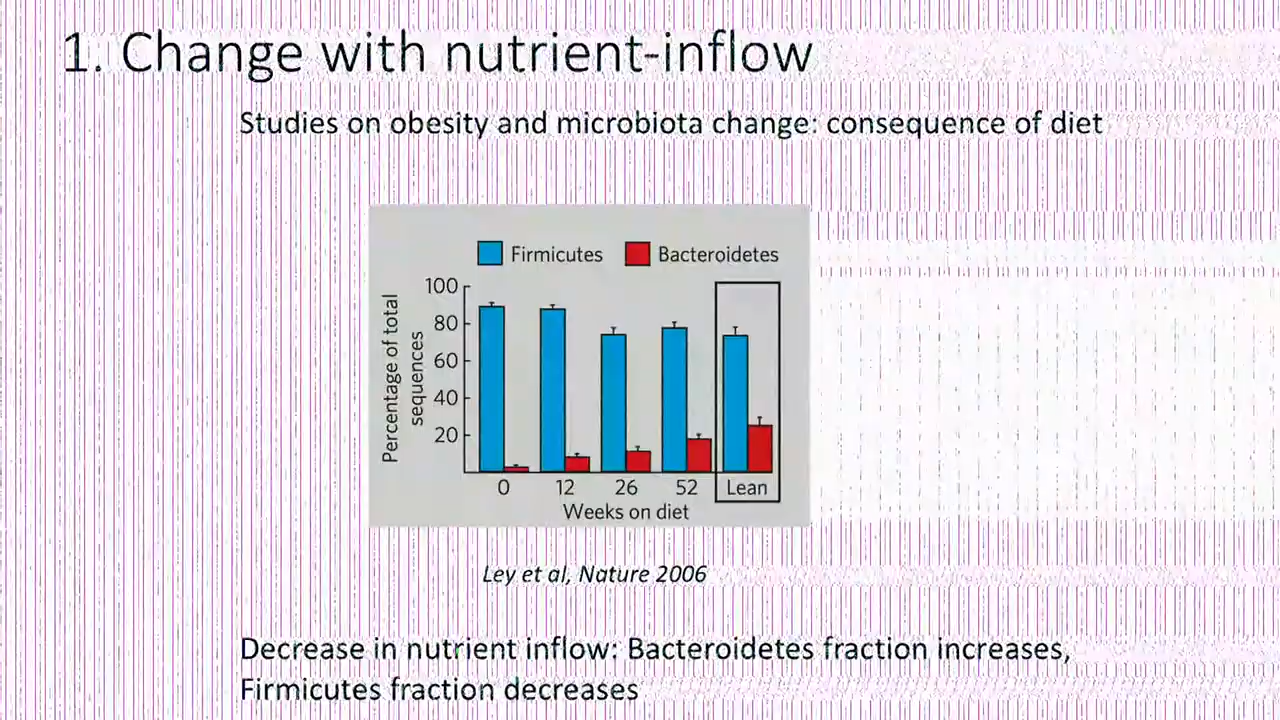 1. Change with nutrient-inflow
Studies on obesity and microbiota change: consequence of diet
Firmicutes
Bacteroidetes
Percentage of total
sequences
100
80
60
40
20
0
12
26
52
Lean
Weeks on diet
Ley et al, Nature 2006
Decrease in nutrient inflow: Bacteroidetes fraction increases,
Firmicutes fraction decreases